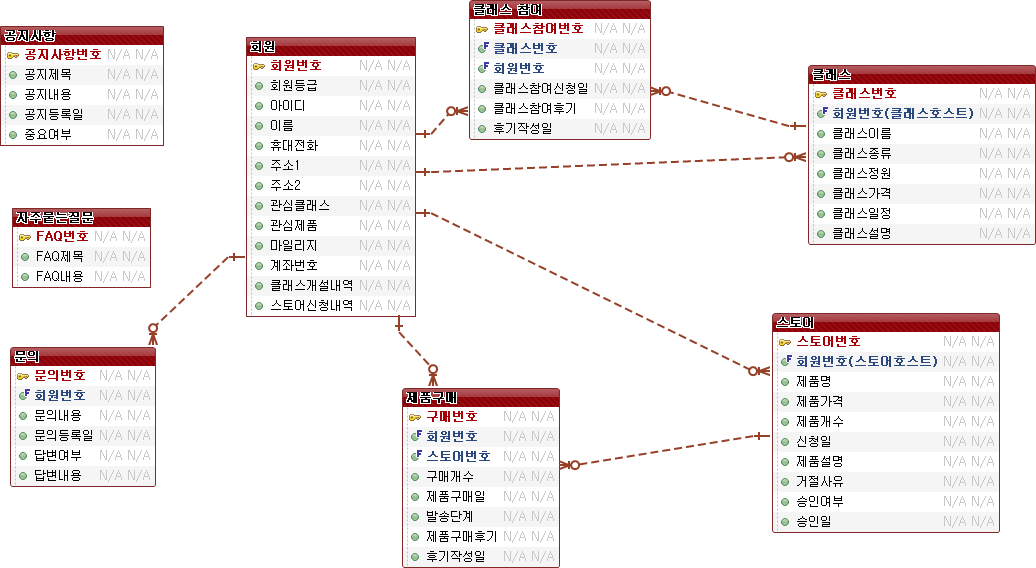 공지사항
공지사항번호 N/A N/A
공지제목 N/A N/A
공지내용 N/A N/A
공지등록일 N/A N/A
중요여부 N/A N/A
자주묻는질문
FAQ번호 N/A N/A
FAQ제목 N/A N/A
FAQ내용 N/A N/A
문의
문의번호 N/A N/A
회원번호 N/A N/A
문의내용 N/A N/A
문의등록일 N/A N/A
답변여부 N/A N/A
답변내용 N/A N/A
회원
회원번호 N/A N/A
회원등급 N/A N/A
아이디 N/A N/A
이름 N/A N/A
휴대전화 N/A N/A
주소1 N/A N/A
주소2 N/A N/A
관심클래스 N/A N/A
관심제품 N/A N/A
마일리지 N/A N/A
계좌번호 N/A N/A
클래스개설내역 N/A N/A
스토어신청내역 N/A N/A
클래스 참여
클래스참여번호 N/A N/A
클래스번호 N/A N/A
회원번호 N/A N/A
클래스참여신청일 N/A N/A
클래스참여후기 N/A N/A
후기작성일 N/A N/A
제품구매
구매번호 N/A N/A
회원번호 N/A N/A
스토어번호 N/A N/A
구매개수 N/A N/A
제품구매일 N/A N/A
발송단계 N/A N/A
제품구매후기 N/A N/A
후기작성일 N/A N/A
클래스
클래스번호 N/A N/A
회원번호(클래스호스트) N/A N/A
클래스이름 N/A N/A
클래스종류 N/A N/A
클래스정원 N/A N/A
클래스가격 N/A N/A
클래스일정 N/A N/A
클래스설명 N/A N/A
스토어
스토어번호 N/A N/A
회원번호(스토어호스트) N/A N/A
제품명 N/A N/A
제품가격 N/A N/A
제품개수 N/A N/A
신청일 N/A N/A
제품설명 N/A N/A
거절사유 N/A N/A
승인여부 N/A N/A
승인일 N/A N/A